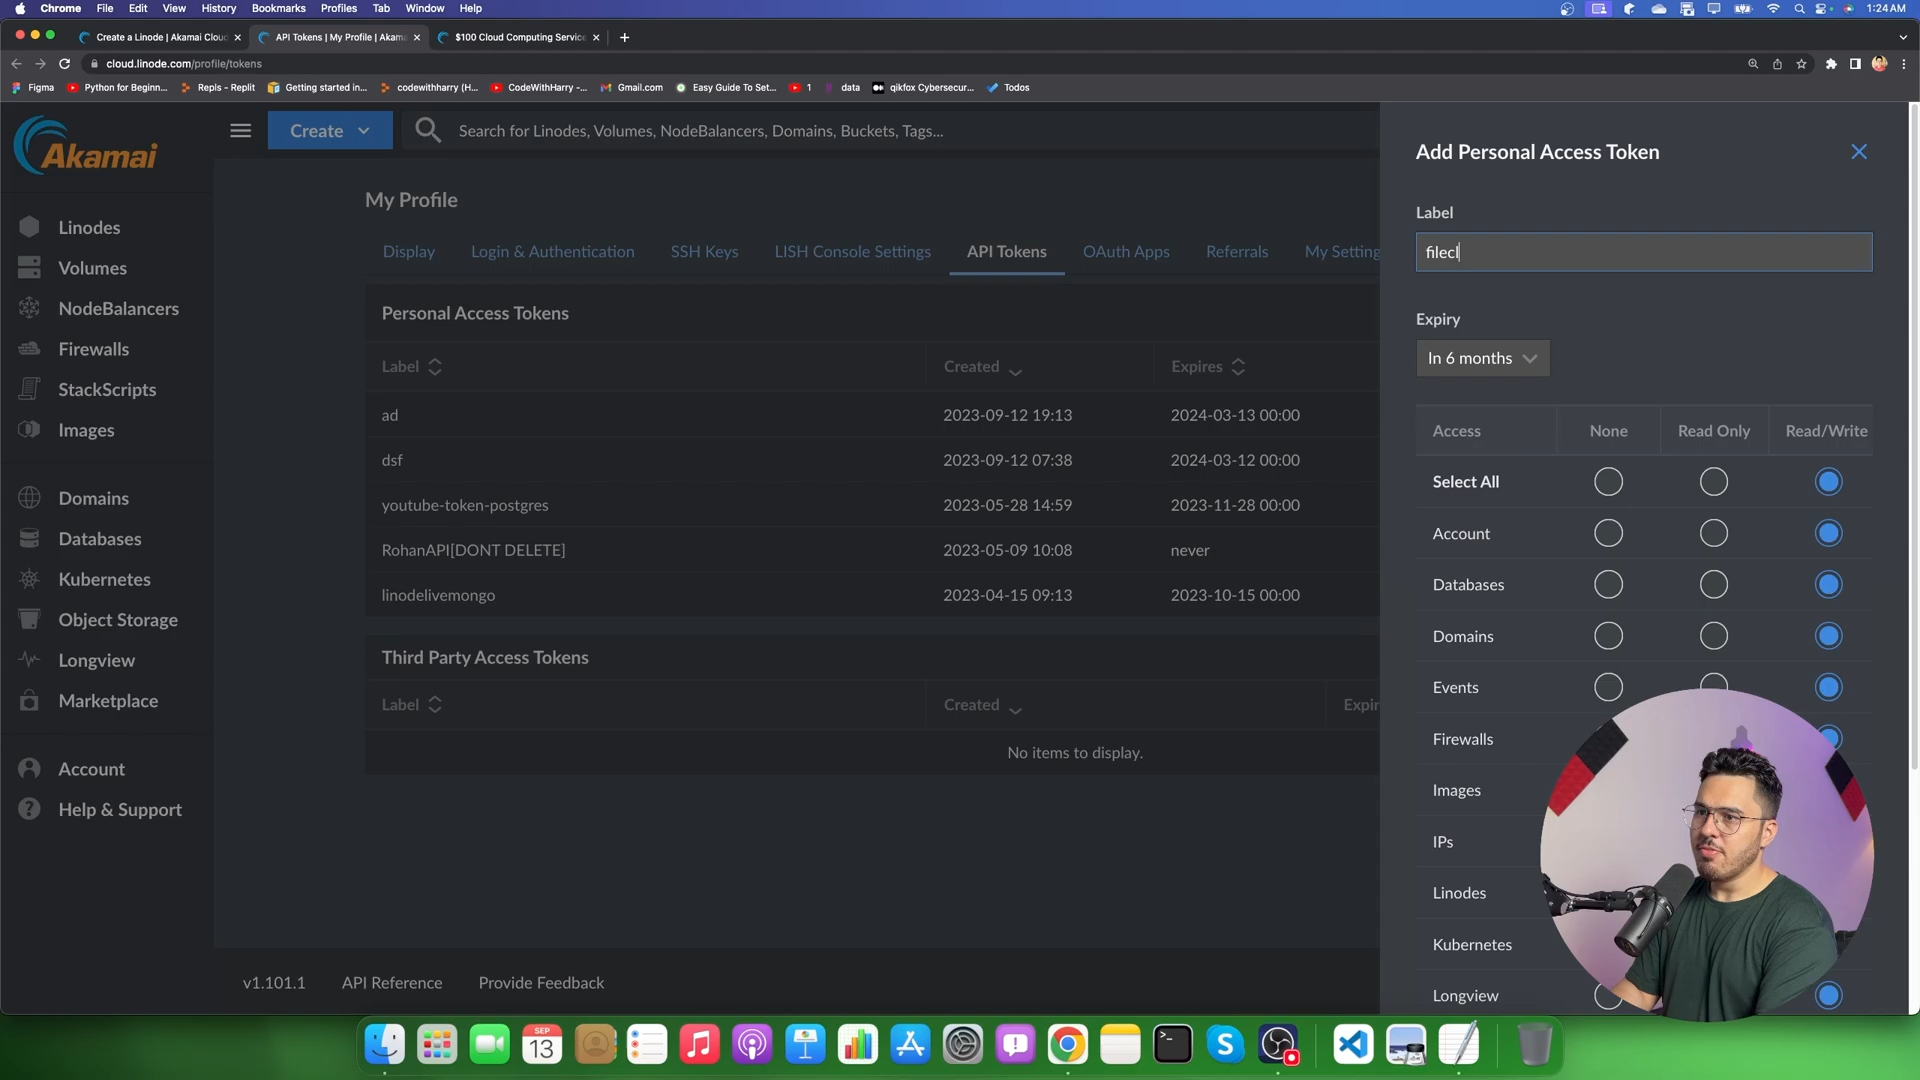 Chrome File Edit View History Bookmarks Profiles Tab Window Help 1:24 AM
Create a Linode | Akamai Cloud API Tokens | My Profile | Akama $100 Cloud Computing Service
cloud.linode.com/profile/tokens
Figma Python for Beginn... Repls - Replit Getting started in... codewithharry (H... CodeWithHarry -... Gmail.com Easy Guide To Set... 1 data qikfox Cybersecur... Todos
Akamai
Create
Search for Linodes, Volumes, NodeBalancers, Domains, Buckets, Tags...
Linodes
Volumes
NodeBalancers
Firewalls
StackScripts
Images
Domains
Databases
Kubernetes
Object Storage
Longview
Marketplace
Account
Help & Support
My Profile
Display Login & Authentication SSH Keys LISH Console Settings API Tokens OAuth Apps Referrals My Setting
Personal Access Tokens
Label Created Expires
ad 2023-09-12 19:13 2024-03-13 00:00
dsf 2023-09-12 07:38 2024-03-12 00:00
youtube-token-postgres 2023-05-28 14:59 2023-11-28 00:00
RohanAPI[DONT DELETE] 2023-05-09 10:08 never
linodelivemongo 2023-04-15 09:13 2023-10-15 00:00
Third Party Access Tokens
Label Created Expir
No items to display.
v1.101.1 API Reference Provide Feedback
Add Personal Access Token
Label
filecl
Expiry
In 6 months
Access None Read Only Read/Write
Select All
Account
Databases
Domains
Events
Firewalls
Images
IPs
Linodes
Kubernetes
Longview
SEP
13